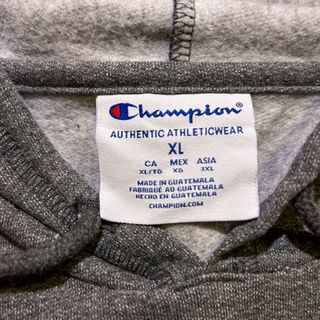 Champion®
AUTHENTIC ATHLETICWEAR
XL
CA MEX ASIA
XL/TG XG 3XL
MADE IN GUATEMALA
FABRIQUÉ AU GUATEMALA
HECHO EN GUATEMALA
CHAMPION.COM